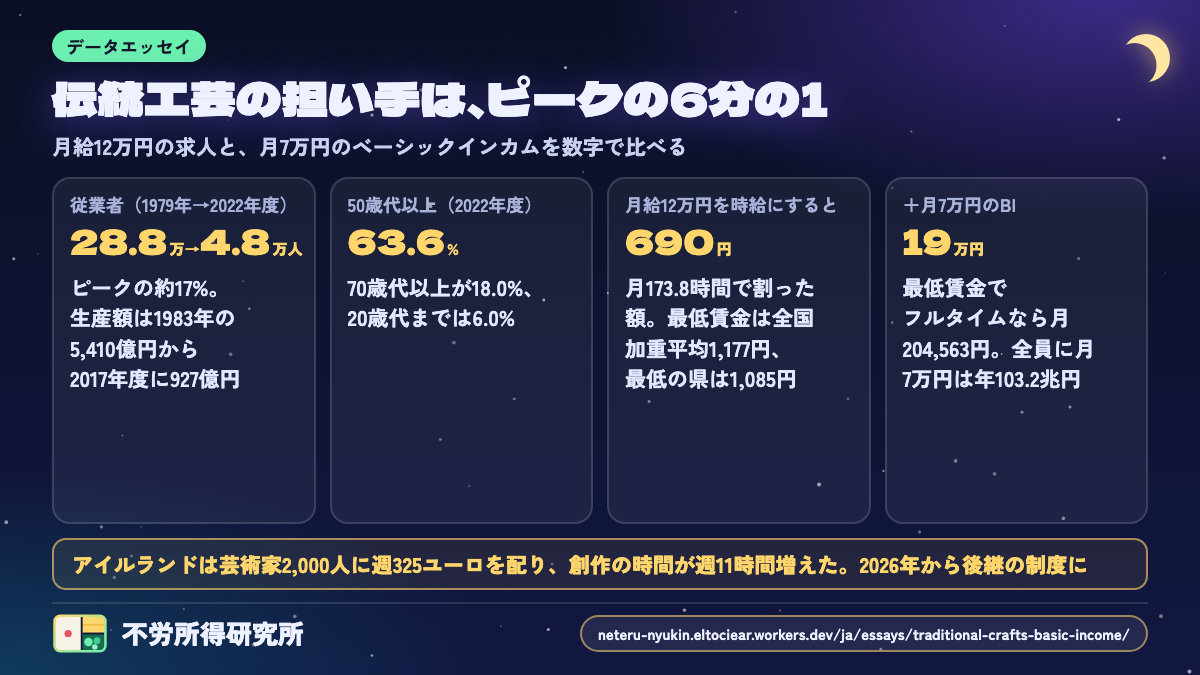 データエッセイ
伝統工芸の担い手は、ピークの6分の1
月給12万円の求人と、月7万円のベーシックインカムを数字で比べる
従業者（1979年→2022年度）
28.8万→4.8万人
ピークの約17%。
生産額は1983年の
5,410億円から
2017年度に927億円
50歳代以上（2022年度）
63.6%
70歳代以上が18.0%、
20歳代までは6.0%
月給12万円を時給にすると
690円
月173.8時間で割った
額。最低賃金は全国
加重平均1,177円、
最低の県は1,085円
＋月7万円のBI
19万円
最低賃金で
フルタイムなら月
204,563円。全員に月
7万円は年103.2兆円
アイルランドは芸術家2,000人に週325ユーロを配り、創作の時間が週11時間増えた。2026年から後継の制度に
不労所得研究所
neteru-nyukin.eltociear.workers.dev/ja/essays/traditional-crafts-basic-income/